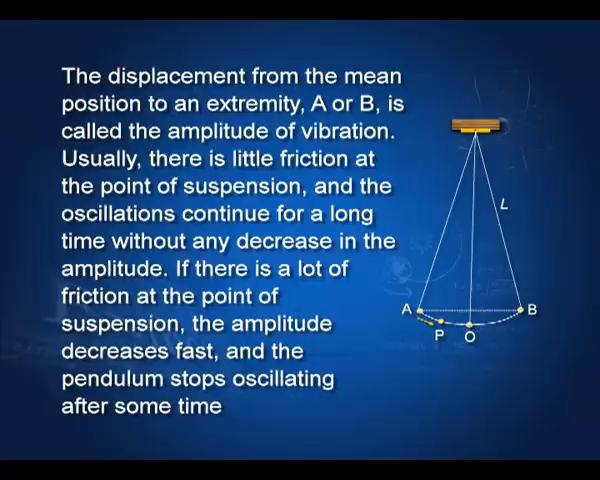 The displacement from the mean
position to an extremity, A or B, is
called the amplitude of vibration.
Usually, there is little friction at
the point of suspension, and the
oscillations continue for a long
time without any decrease in the
amplitude. If there is a lot of
friction at the point of
suspension, the amplitude
decreases fast, and the
pendulum stops oscillating
after some time
L
A
B
P
O